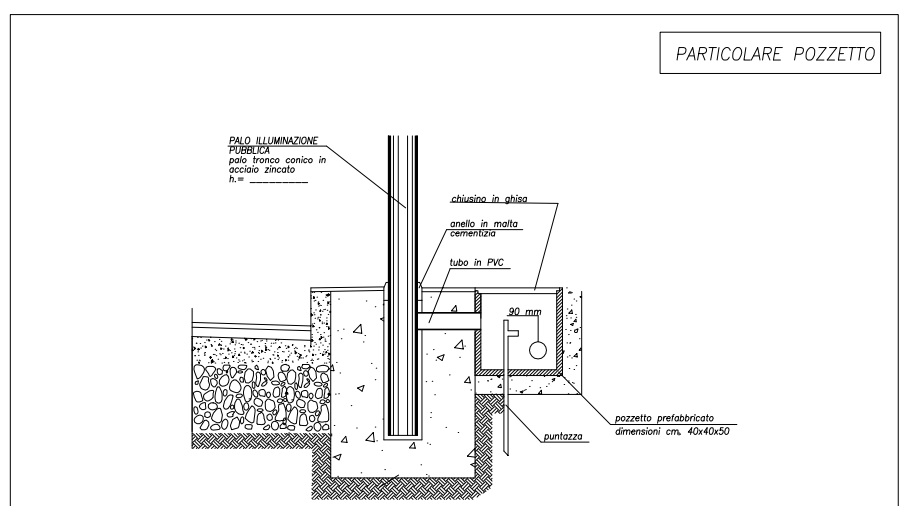 PARTICOLARE POZZETTO
PALO ILLUMINAZIONE
PUBBLICA
palo tronco conico in
acciaio zincato
h.= __________
chiusino in ghisa
anello in malta
cementizia
tubo in PVC
90 mm
pozzetto prefabbricato
dimensioni cm. 40x40x50
puntazza